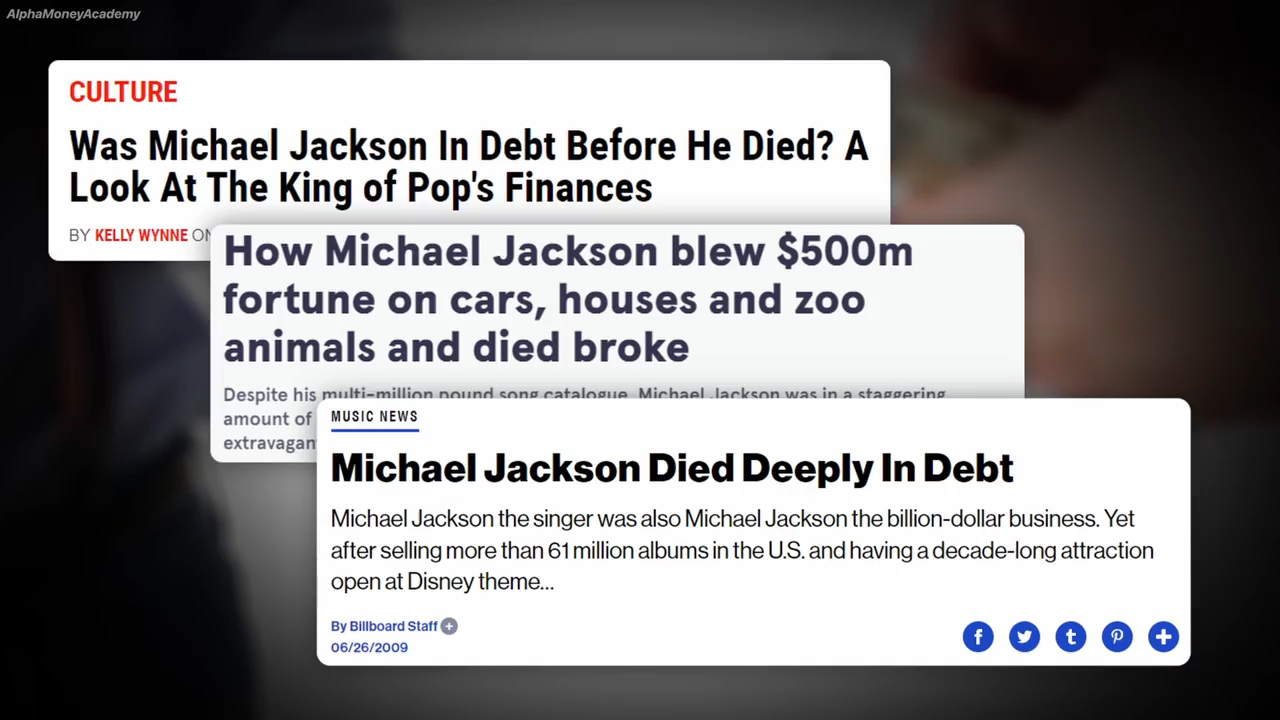 AlphaMoneyAcademy
CULTURE
Was Michael Jackson In Debt Before He Died? A
Look At The King of Pop's Finances
BY KELLY WYNNE ON
How Michael Jackson blew $500m
fortune on cars, houses and zoo
animals and died broke
Despite his multi-million pound song catalogue, Michael Jackson was in a staggering
amount of
extravagan
MUSIC NEWS
Michael Jackson Died Deeply In Debt
Michael Jackson the singer was also Michael Jackson the billion-dollar business. Yet
after selling more than 61 million albums in the U.S. and having a decade-long attraction
open at Disney theme...
By Billboard Staff
06/26/2009